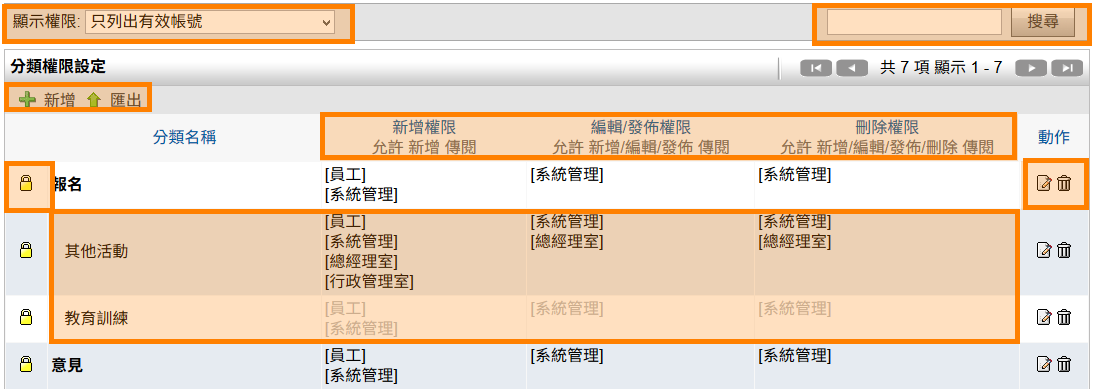 顯示權限: 只列出有效帳號 搜尋
分類權限設定 共 7 項 顯示 1 - 7
新增 匯出
分類名稱 新增權限 編輯/發佈權限 刪除權限 動作
允許 新增 傳閱 允許 新增/編輯/發佈 傳閱 允許 新增/編輯/發佈/刪除 傳閱
報名 [員工] [系統管理] [系統管理]
[系統管理]
其他活動 [員工] [系統管理] [系統管理]
[系統管理] [總經理室] [總經理室]
[總經理室]
[行政管理室]
教育訓練 [員工] [系統管理] [系統管理]
[系統管理]
意見 [員工] [系統管理] [系統管理]
[系統管理]